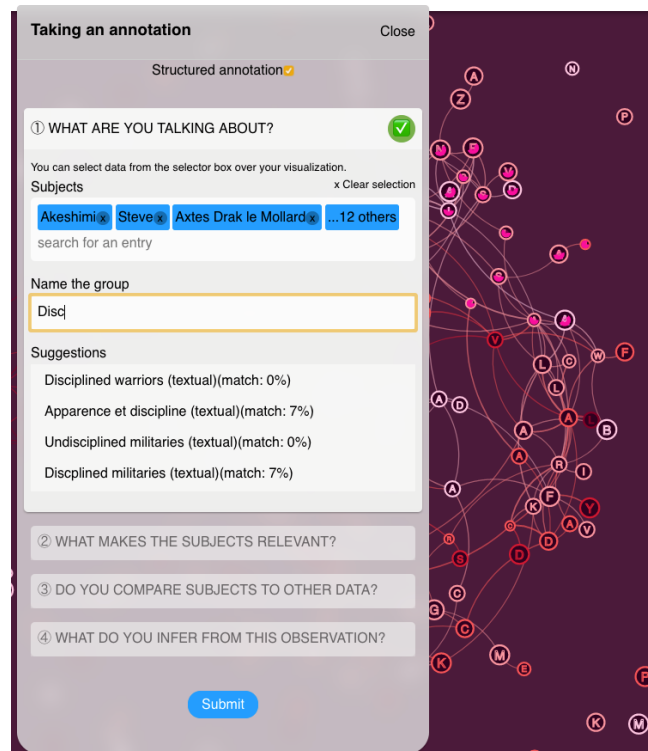 Taking an annotation
Close
Structured annotation
① WHAT ARE YOU TALKING ABOUT?
You can select data from the selector box over your visualization.
Subjects
x Clear selection
Akeshimi x Steve x Axtes Drak le Mollard x ...12 others
search for an entry
Name the group
Disc
Suggestions
Disciplined warriors (textual)(match: 0%)
Apparence et discipline (textual)(match: 7%)
Undisciplined militaries (textual)(match: 0%)
Discplined militaries (textual)(match: 7%)
② WHAT MAKES THE SUBJECTS RELEVANT?
③ DO YOU COMPARE SUBJECTS TO OTHER DATA?
④ WHAT DO YOU INFER FROM THIS OBSERVATION?
Submit
A
N
Z
P
N
V
D
A
S
V
L
C
W
F
L
A
D
A
L
B
A
A
R
I
A
F
K
Y
A
V
R
C
D
S
D
C
G
C
K
M
E
P
K
M